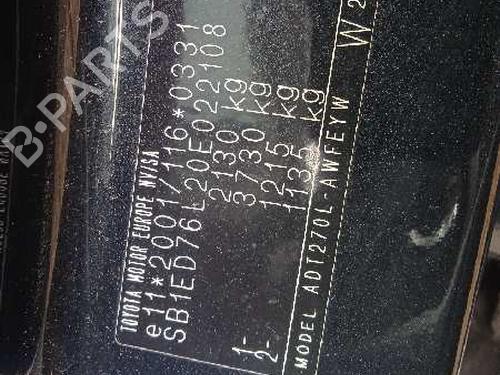 TOYOTA MOTOR EUROPE NV/SA
e11*2001/116*0331
SB1ED76L20E022108
2130 kg
3730 kg
1- 1215 kg
2- 1135 kg
MODEL ADT270L-AWFEYW
W
B-PARTS